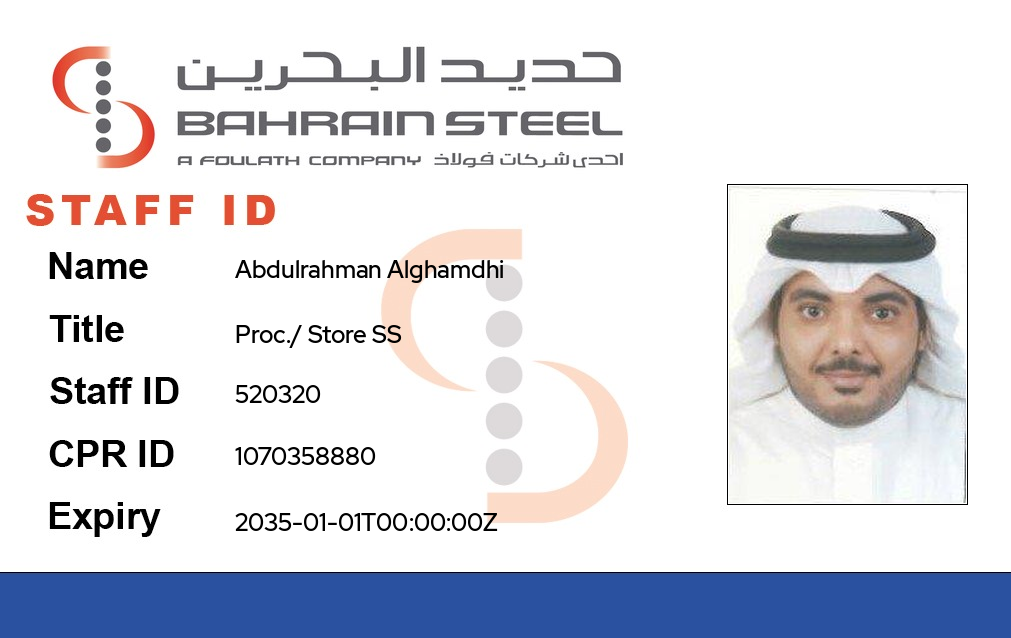 حديد البحرين
BAHRAIN STEEL
A FOULATH COMPANY احدى شركات فولاذ
STAFF ID
Name Abdulrahman Alghamdhi
Title Proc./ Store SS
Staff ID 520320
CPR ID 1070358880
Expiry 2035-01-01T00:00:00Z